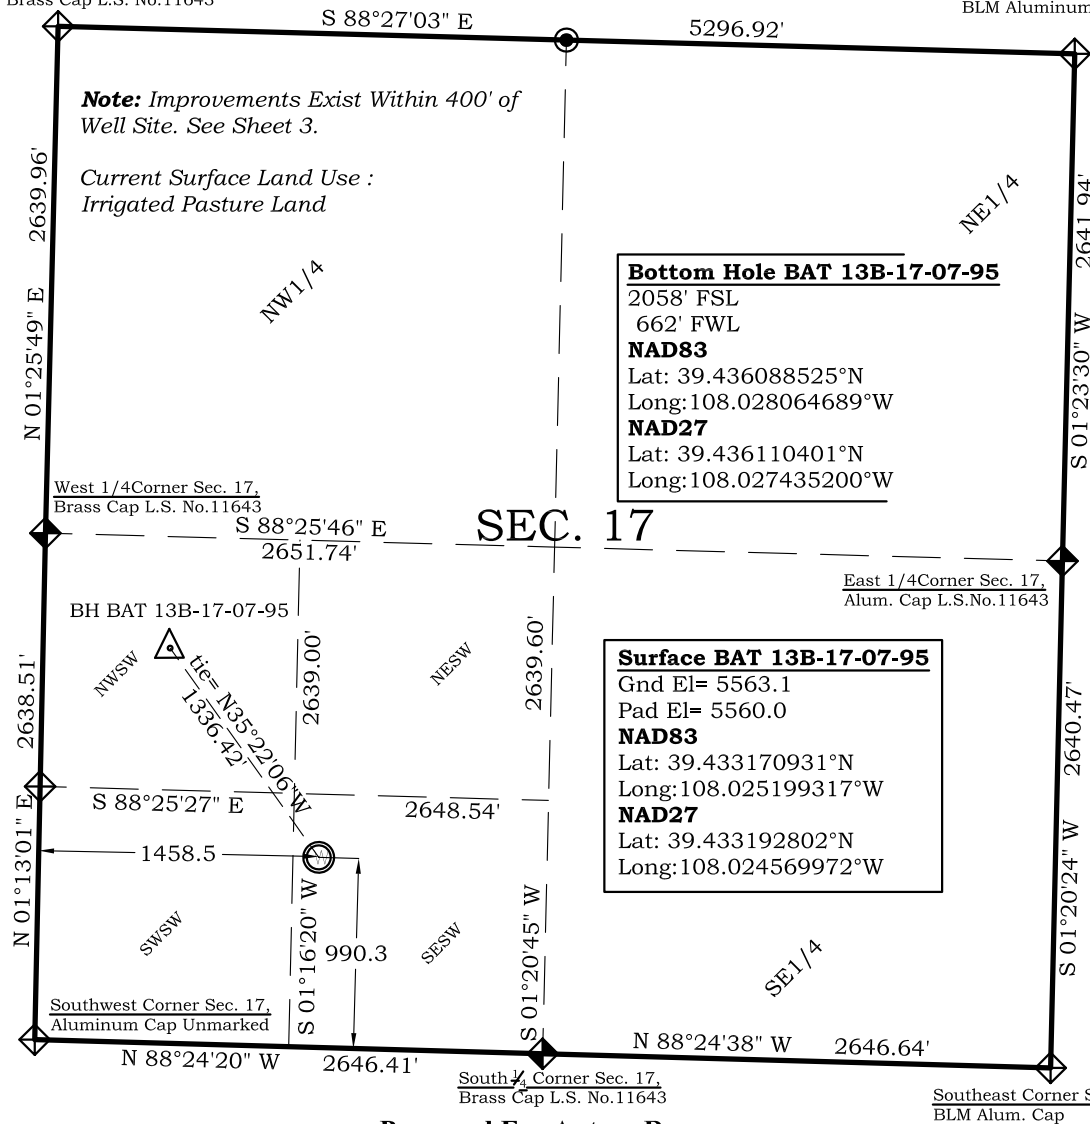 Brass Cap L.S. No.11643
BLM Aluminum
S 88°27'03" E
5296.92'
Note: Improvements Exist Within 400' of
Well Site. See Sheet 3.
Current Surface Land Use :
Irrigated Pasture Land
2639.96'
N 01°25'49" E
NW1/4
NE1/4
2641.94'
S 01°23'30" W
Bottom Hole BAT 13B-17-07-95
2058' FSL
662' FWL
NAD83
Lat: 39.436088525°N
Long:108.028064689°W
NAD27
Lat: 39.436110401°N
Long:108.027435200°W
West 1/4Corner Sec. 17,
Brass Cap L.S. No.11643
S 88°25'46" E
2651.74'
SEC. 17
East 1/4Corner Sec. 17,
Alum. Cap L.S.No.11643
BH BAT 13B-17-07-95
NWSW
tie= N35°22'06"W
1336.42'
2639.00'
NESW
2639.60'
2638.51'
N 01°13'01" E
Surface BAT 13B-17-07-95
Gnd El= 5563.1
Pad El= 5560.0
NAD83
Lat: 39.433170931°N
Long:108.025199317°W
NAD27
Lat: 39.433192802°N
Long:108.024569972°W
2640.47'
S 01°20'24" W
S 88°25'27" E
2648.54'
1458.5
W
SWSW
S 01°16'20" W
990.3
SESW
S 01°20'45" W
SE1/4
Southwest Corner Sec. 17,
Aluminum Cap Unmarked
N 88°24'20" W
2646.41'
N 88°24'38" W
2646.64'
South 1/4 Corner Sec. 17,
Brass Cap L.S. No.11643
Southeast Corner S
BLM Alum. Cap